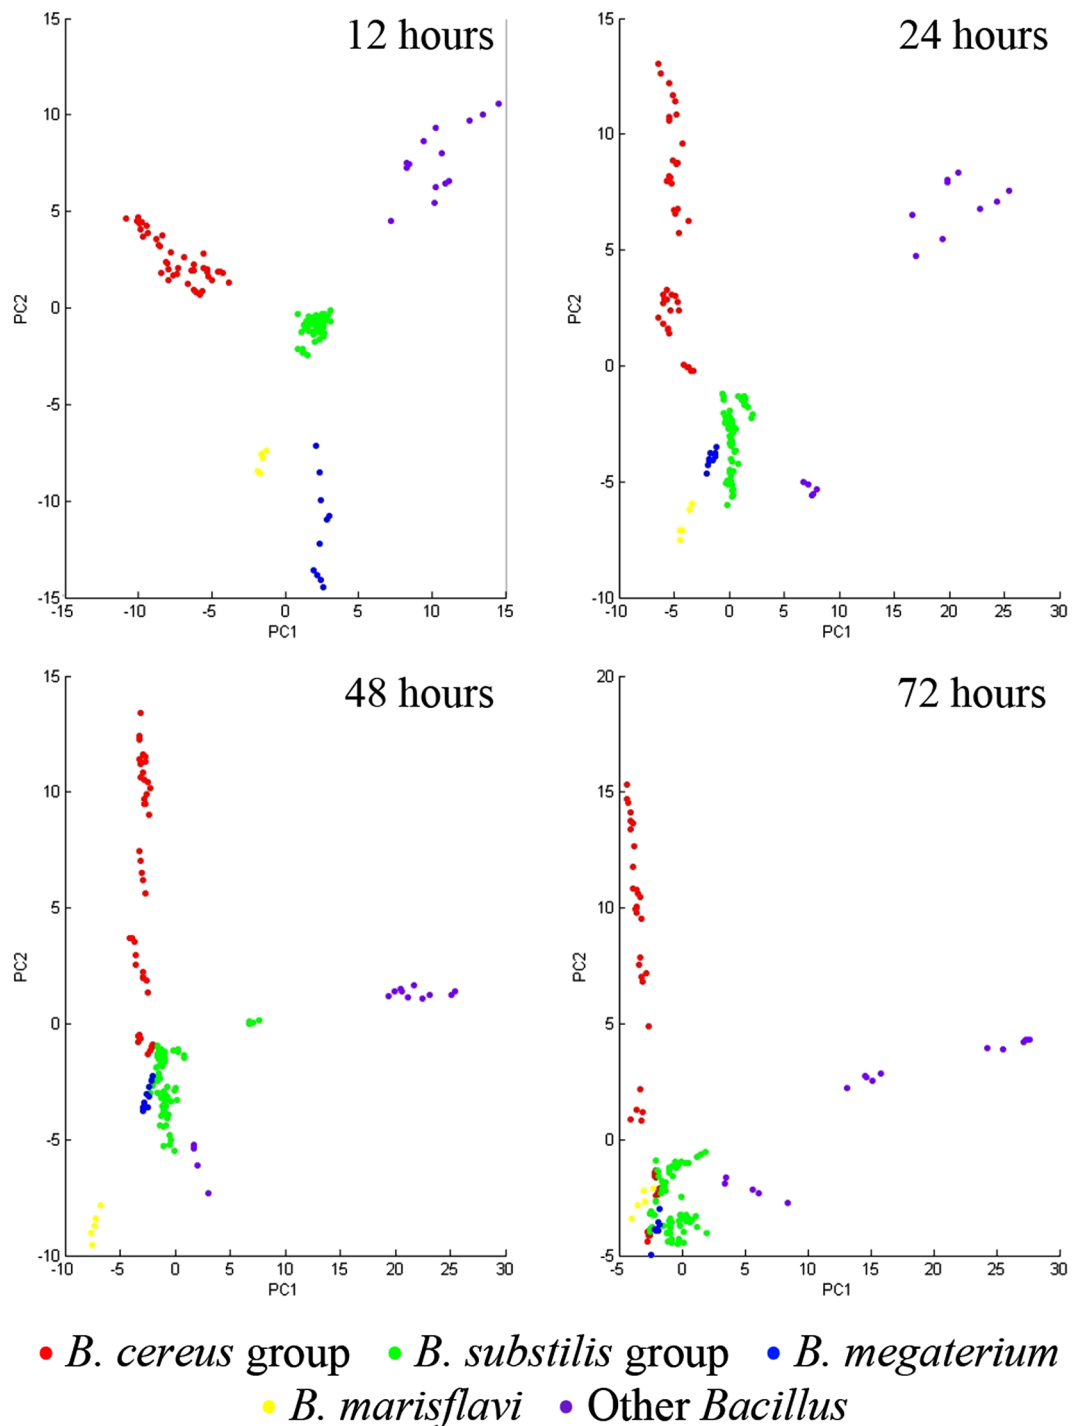 12 hours
15
10
5
0
-5
-10
-15
PC2
-15 -10 -5 0 5 10 15
PC1
24 hours
15
10
5
0
-5
-10
PC2
-10 -5 0 5 10 15 20 25 30
PC1
48 hours
15
10
5
0
-5
-10
PC2
-10 -5 0 5 10 15 20 25 30
PC1
72 hours
20
15
10
5
0
-5
PC2
-5 0 5 10 15 20 25 30
PC1
B. cereus group B. substilis group B. megaterium
B. marisflavi Other Bacillus